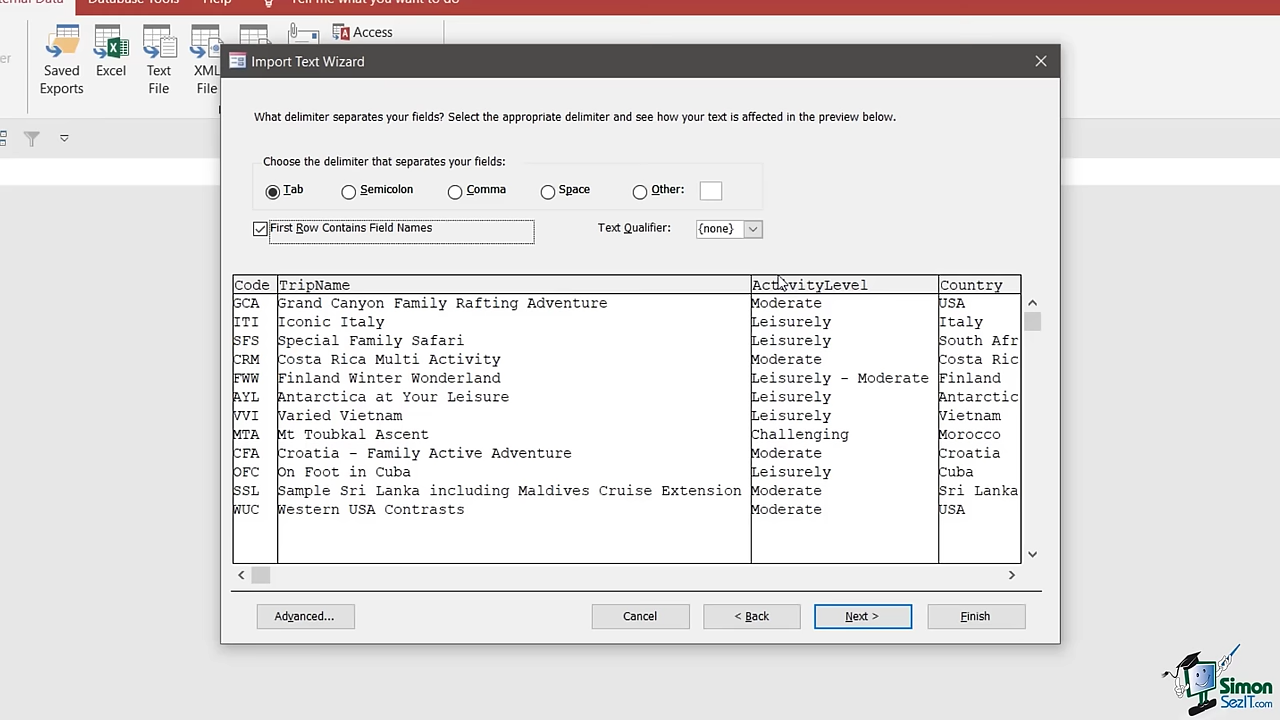 Database Tools Help Tell me what you want to do
Saved Exports
Excel
Text File
XML File
Access
Import Text Wizard
What delimiter separates your fields? Select the appropriate delimiter and see how your text is affected in the preview below.
Choose the delimiter that separates your fields:
Tab Semicolon Comma Space Other:
First Row Contains Field Names Text Qualifier: {none}
Code TripName ActivityLevel Country
GCA Grand Canyon Family Rafting Adventure Moderate USA
ITI Iconic Italy Leisurely Italy
SFS Special Family Safari Leisurely South Afr
CRM Costa Rica Multi Activity Moderate Costa Ric
FWW Finland Winter Wonderland Leisurely - Moderate Finland
AYL Antarctica at Your Leisure Leisurely Antarctic
VVI Varied Vietnam Leisurely Vietnam
MTA Mt Toubkal Ascent Challenging Morocco
CFA Croatia - Family Active Adventure Moderate Croatia
OFC On Foot in Cuba Leisurely Cuba
SSL Sample Sri Lanka including Maldives Cruise Extension Moderate Sri Lanka
WUC Western USA Contrasts Moderate USA
Advanced... Cancel < Back Next > Finish
Simon
SezIT.com